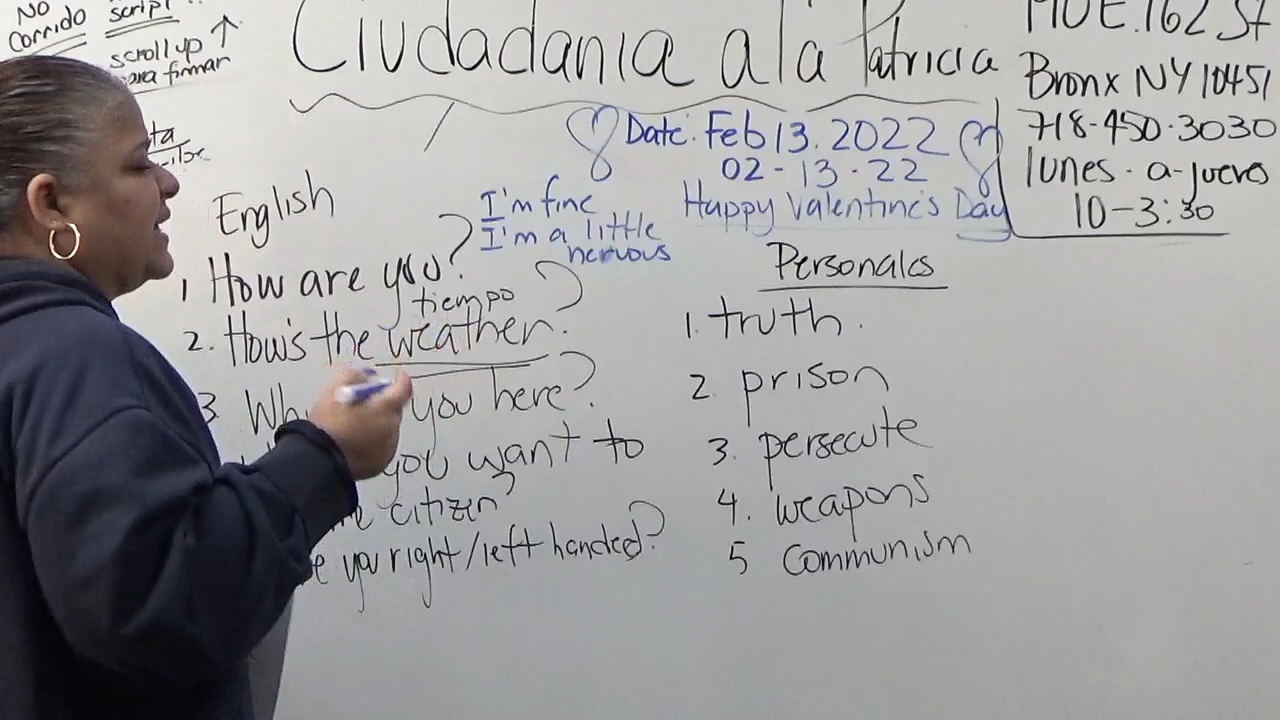 No
Corrido
script
scroll up ↑
para firmar
ta
Ciudadania a la Patricia
Bronx NY 10451
718-450-3030
lunes - a-jueves
10-3:30
Date: Feb 13. 2022
02-13-22
Happy Valentine's Day
English
I'm fine
I'm a little
nervous
1 How are you?
tiempo
2. How's the weather?
3. you here?
you want to
citizen?
you right/left handed?
Personales
1. truth.
2. prison
3. persecute
4. weapons
5 Communism